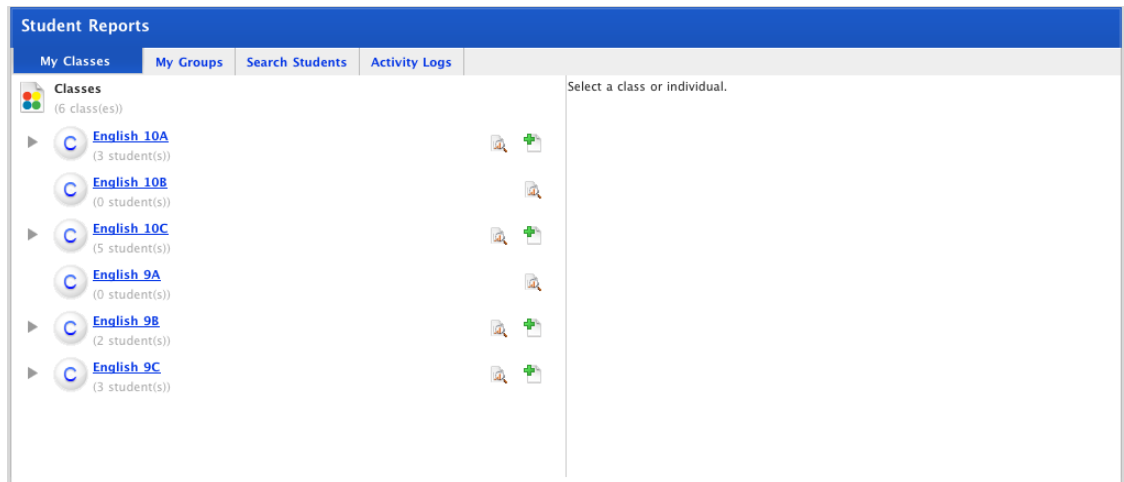 Student Reports
My Classes My Groups Search Students Activity Logs
Classes
(6 class(es))
Select a class or individual.
C English 10A
(3 student(s))
C English 10B
(0 student(s))
C English 10C
(5 student(s))
C English 9A
(0 student(s))
C English 9B
(2 student(s))
C English 9C
(3 student(s))